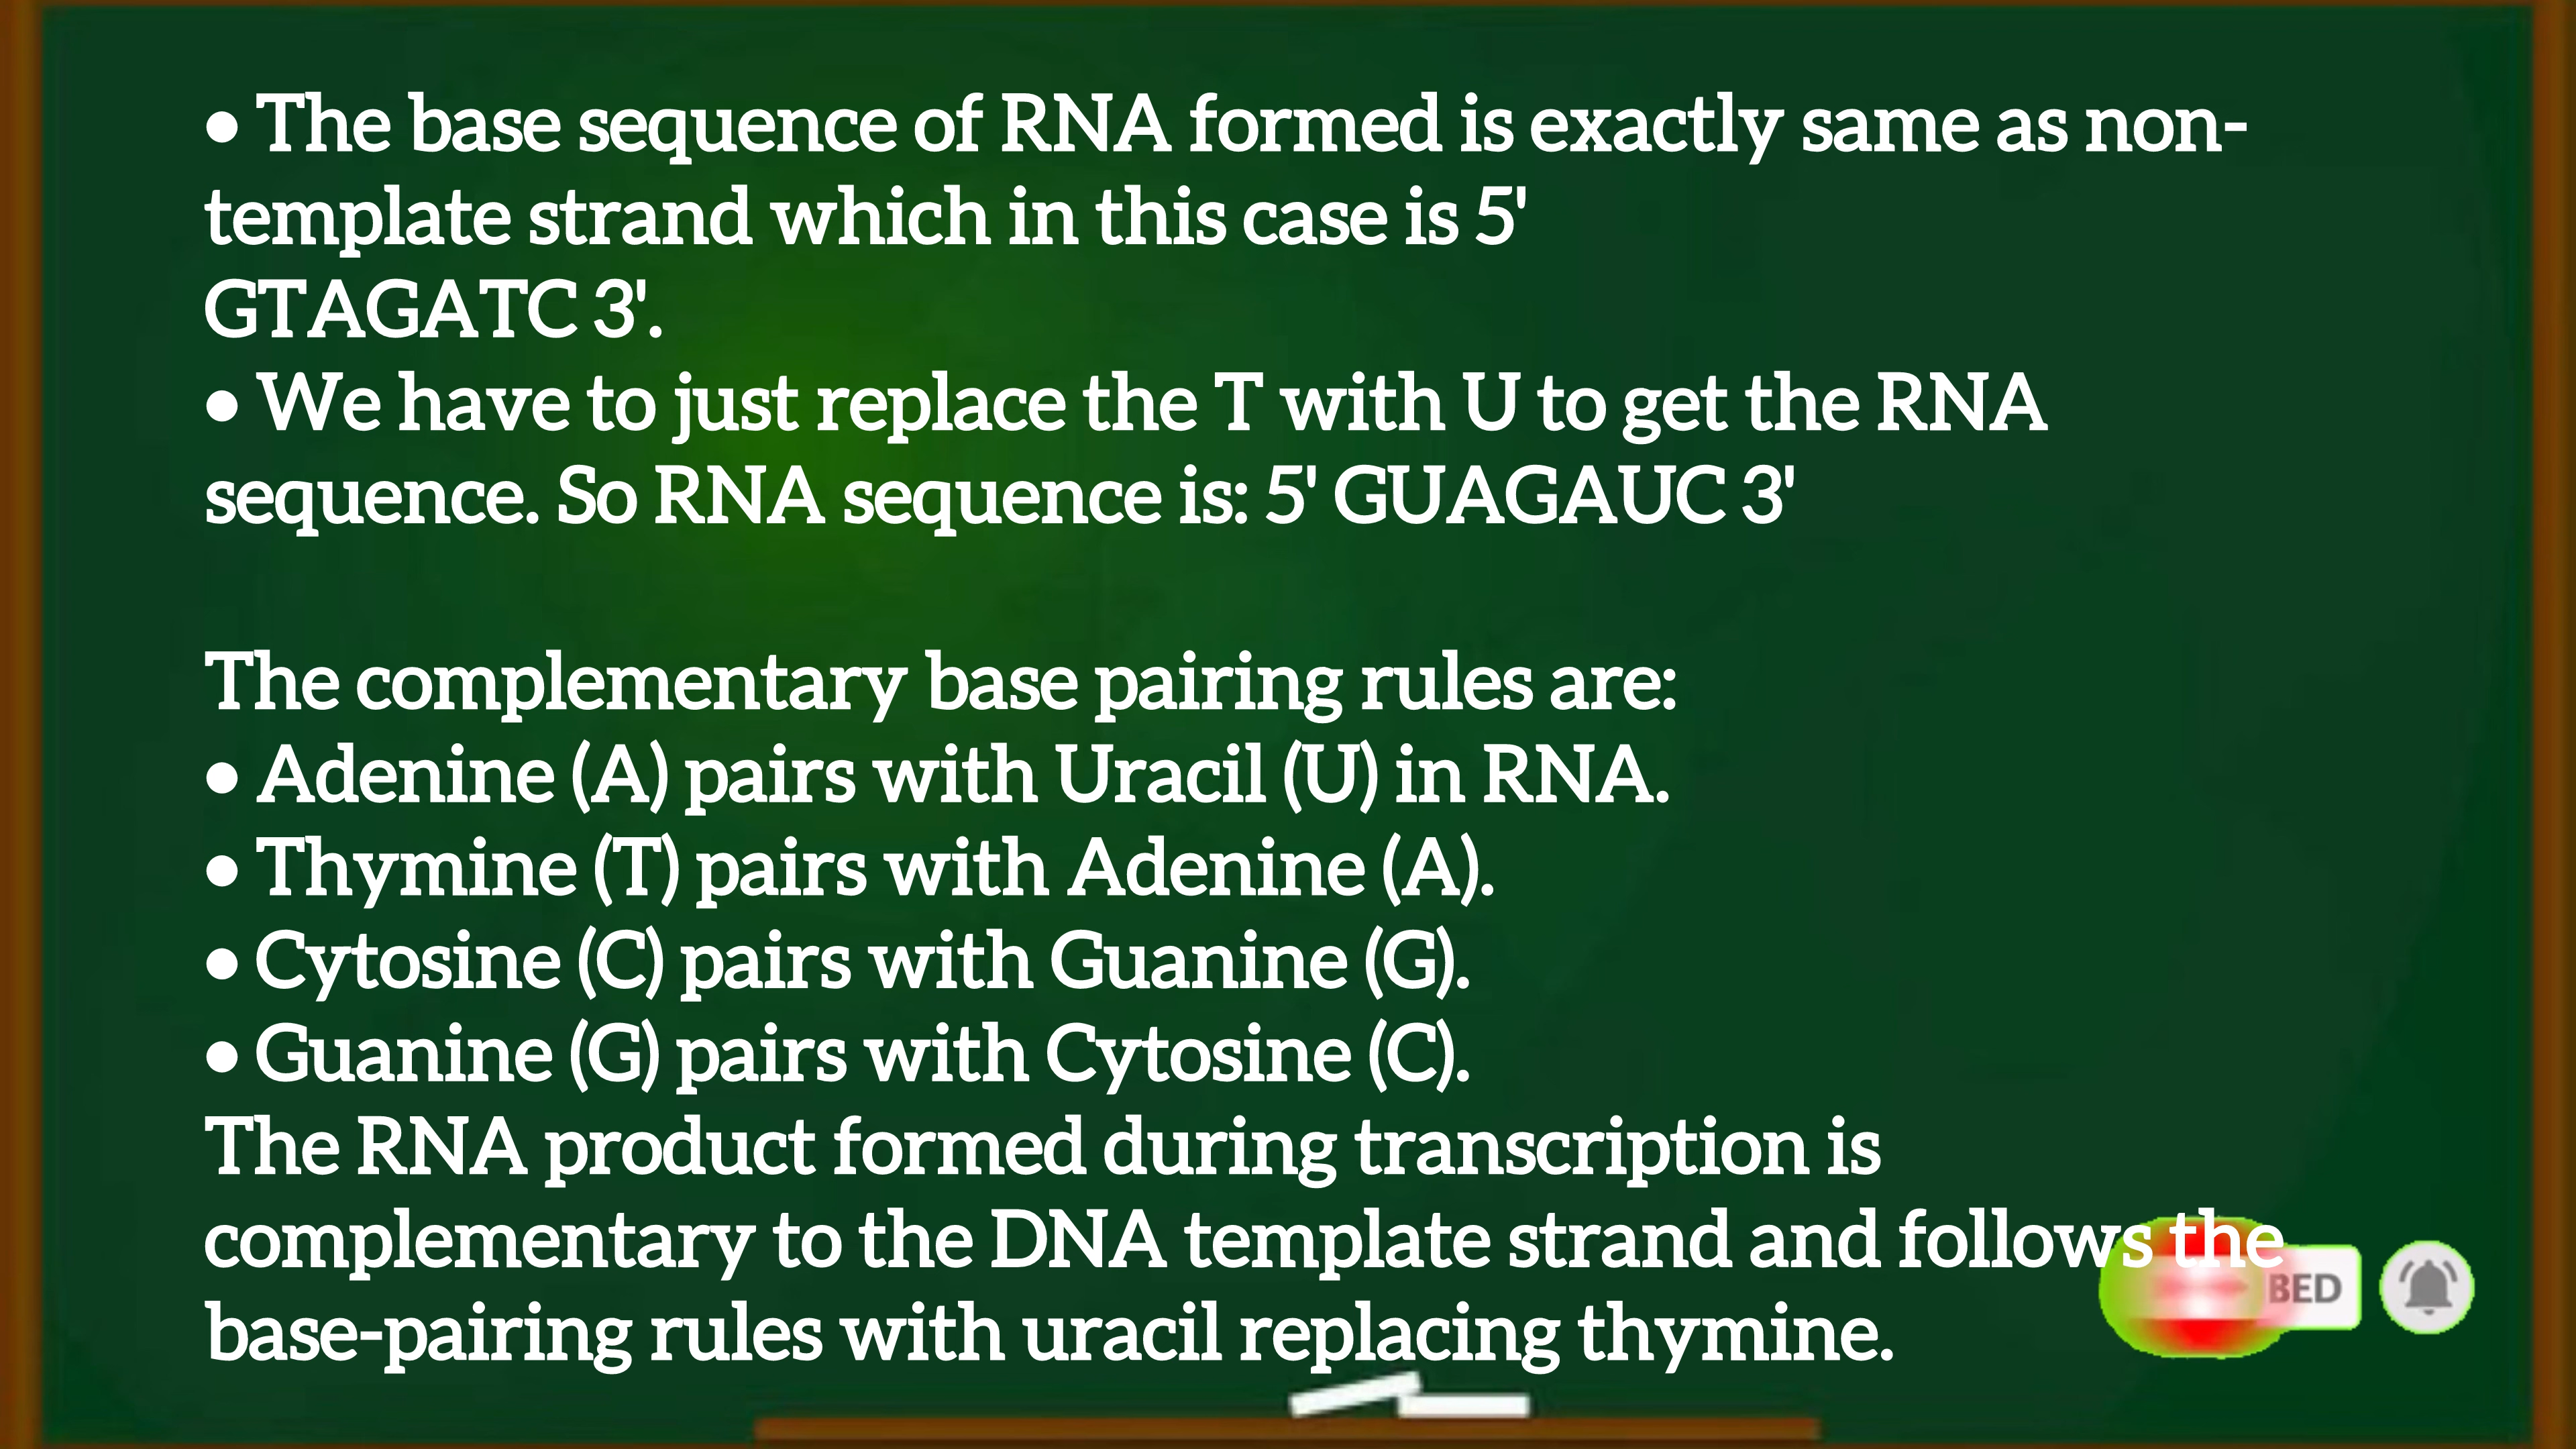 • The base sequence of RNA formed is exactly same as non-
template strand which in this case is 5'
GTAGATC 3'.
• We have to just replace the T with U to get the RNA
sequence. So RNA sequence is: 5' GUAGAUC 3'
The complementary base pairing rules are:
• Adenine (A) pairs with Uracil (U) in RNA.
• Thymine (T) pairs with Adenine (A).
• Cytosine (C) pairs with Guanine (G).
• Guanine (G) pairs with Cytosine (C).
The RNA product formed during transcription is
complementary to the DNA template strand and follows the
base-pairing rules with uracil replacing thymine.
BED